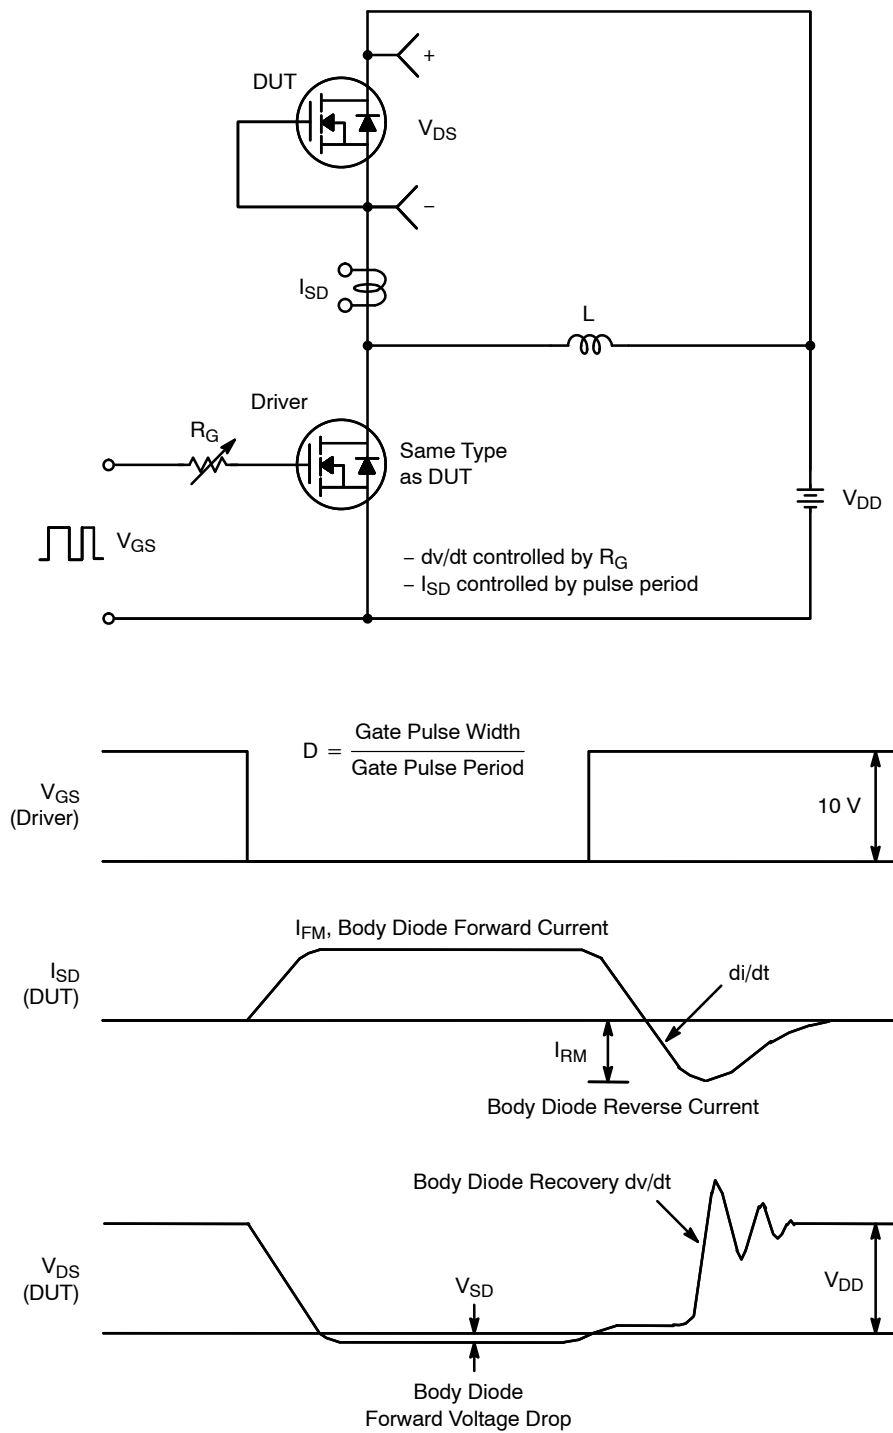 DUT
+
V_DS
−
I_SD
L
Driver
R_G
Same Type
as DUT
V_DD
V_GS
− dv/dt controlled by R_G
− I_SD controlled by pulse period
D = Gate Pulse Width
Gate Pulse Period
V_GS
(Driver)
10 V
I_FM, Body Diode Forward Current
I_SD
(DUT)
di/dt
I_RM
Body Diode Reverse Current
Body Diode Recovery dv/dt
V_DS
(DUT)
V_SD
V_DD
Body Diode
Forward Voltage Drop